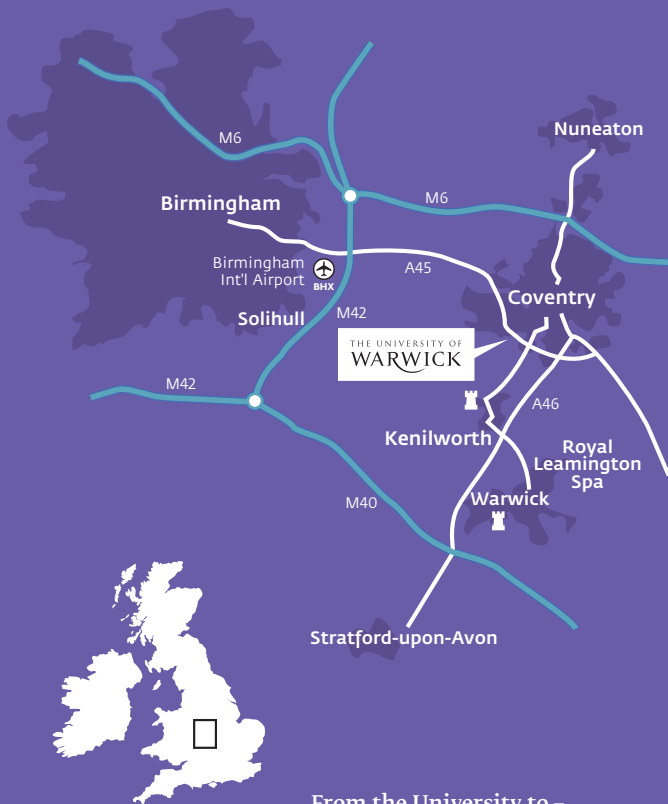 M6
Nuneaton
Birmingham
M6
Birmingham
Int'l Airport
BHX
A45
Coventry
Solihull
M42
THE UNIVERSITY OF
WARWICK
M42
A46
Kenilworth
Royal
Leamington
Spa
M40
Warwick
Stratford-upon-Avon
From the University to –